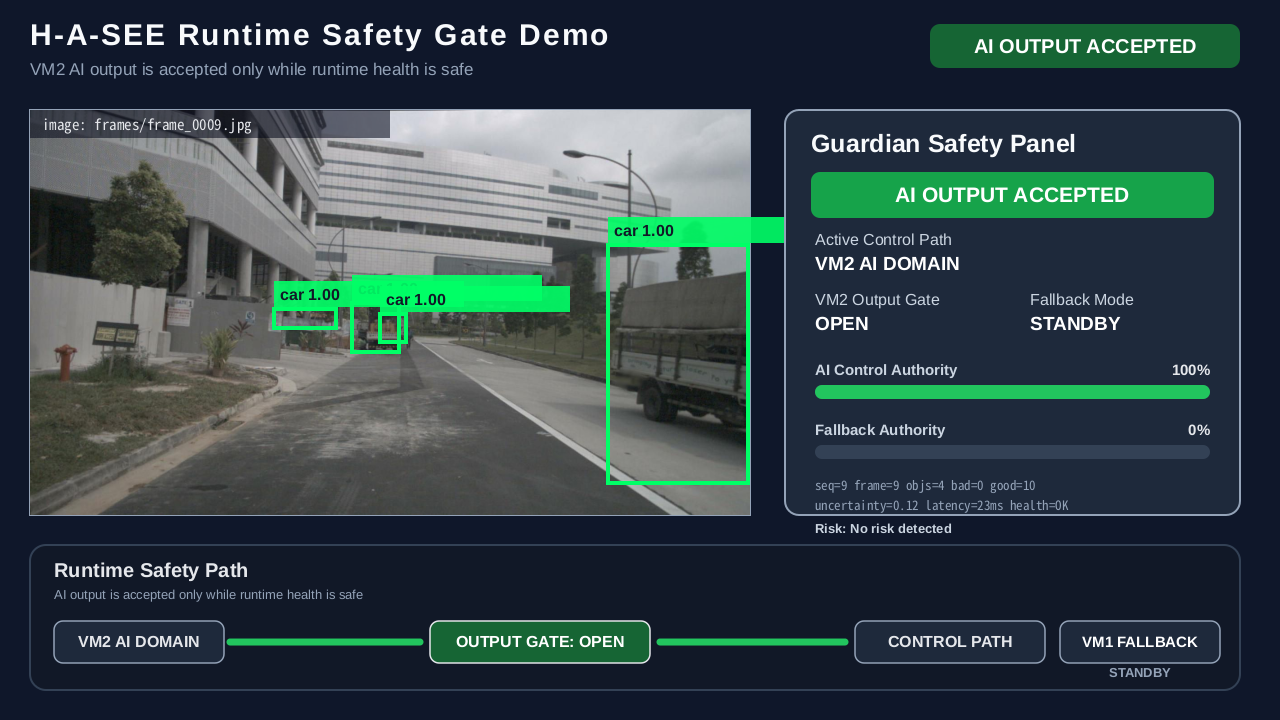 H-A-SEE Runtime Safety Gate Demo
VM2 AI output is accepted only while runtime health is safe
AI OUTPUT ACCEPTED
image: frames/frame_0009.jpg
car 1.00
car 1.00
car 1.00
Guardian Safety Panel
AI OUTPUT ACCEPTED
Active Control Path
VM2 AI DOMAIN
VM2 Output Gate
OPEN
Fallback Mode
STANDBY
AI Control Authority
100%
Fallback Authority
0%
seq=9 frame=9 objs=4 bad=0 good=10
uncertainty=0.12 latency=23ms health=OK
Risk: No risk detected
Runtime Safety Path
AI output is accepted only while runtime health is safe
VM2 AI DOMAIN
OUTPUT GATE: OPEN
CONTROL PATH
VM1 FALLBACK
STANDBY